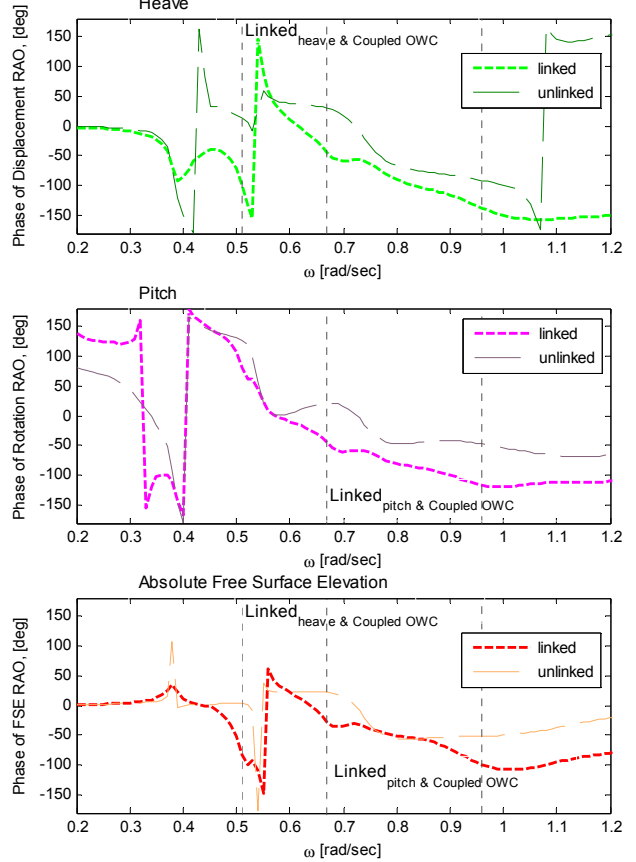 Heave
Phase of Displacement RAO, [deg]
150
100
50
0
-50
-100
-150
Linked heave & Coupled OWC
linked
unlinked
0.2 0.3 0.4 0.5 0.6 0.7 0.8 0.9 1 1.1 1.2
ω [rad/sec]
Pitch
Phase of Rotation RAO, [deg]
150
100
50
0
-50
-100
-150
linked
unlinked
Linked pitch & Coupled OWC
0.2 0.3 0.4 0.5 0.6 0.7 0.8 0.9 1 1.1 1.2
ω [rad/sec]
Absolute Free Surface Elevation
Phase of FSE RAO, [deg]
150
100
50
0
-50
-100
-150
Linked heave & Coupled OWC
linked
unlinked
Linked pitch & Coupled OWC
0.2 0.3 0.4 0.5 0.6 0.7 0.8 0.9 1 1.1 1.2
ω [rad/sec]